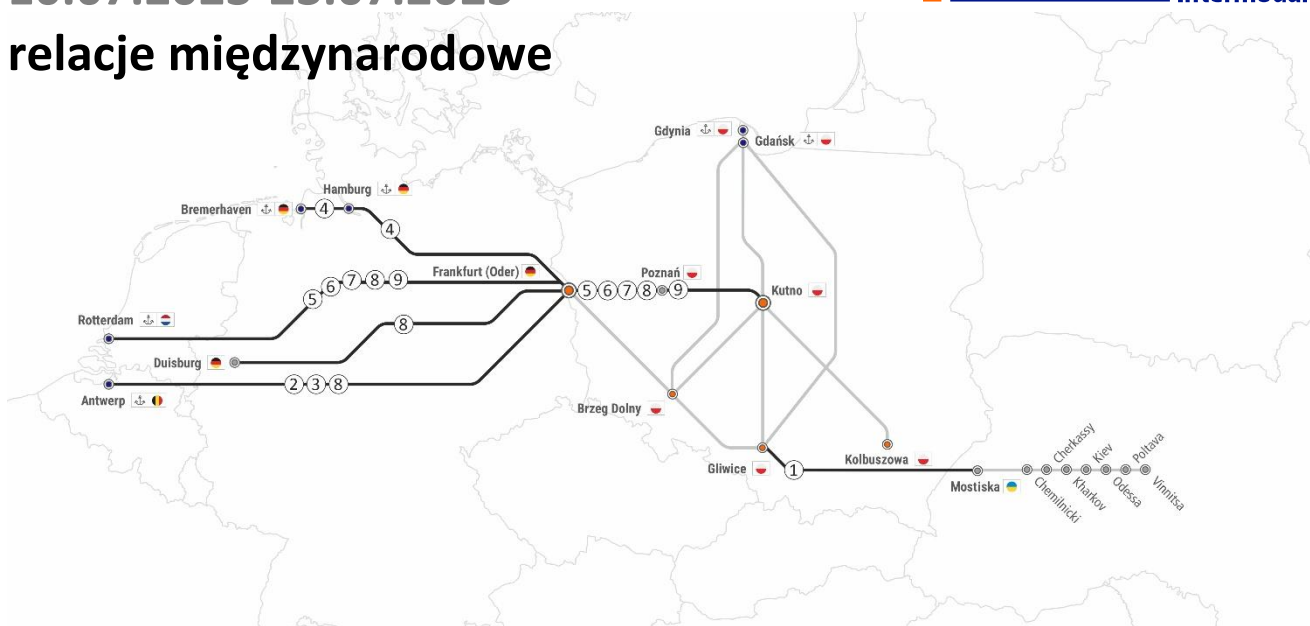 relacje międzynarodowe
Gdynia
Gdańsk
Hamburg
Bremerhaven
4
4
Frankfurt (Oder)
Poznań
5 6 7 8 9
5 6 7 8 9
Kutno
Rotterdam
8
Duisburg
2 3 8
Antwerp
Brzeg Dolny
Gliwice
1
Kolbuszowa
Mostiska
Chemilnicki
Cherkassy
Kharkov
Kiev
Odessa
Poltava
Vinnitsa